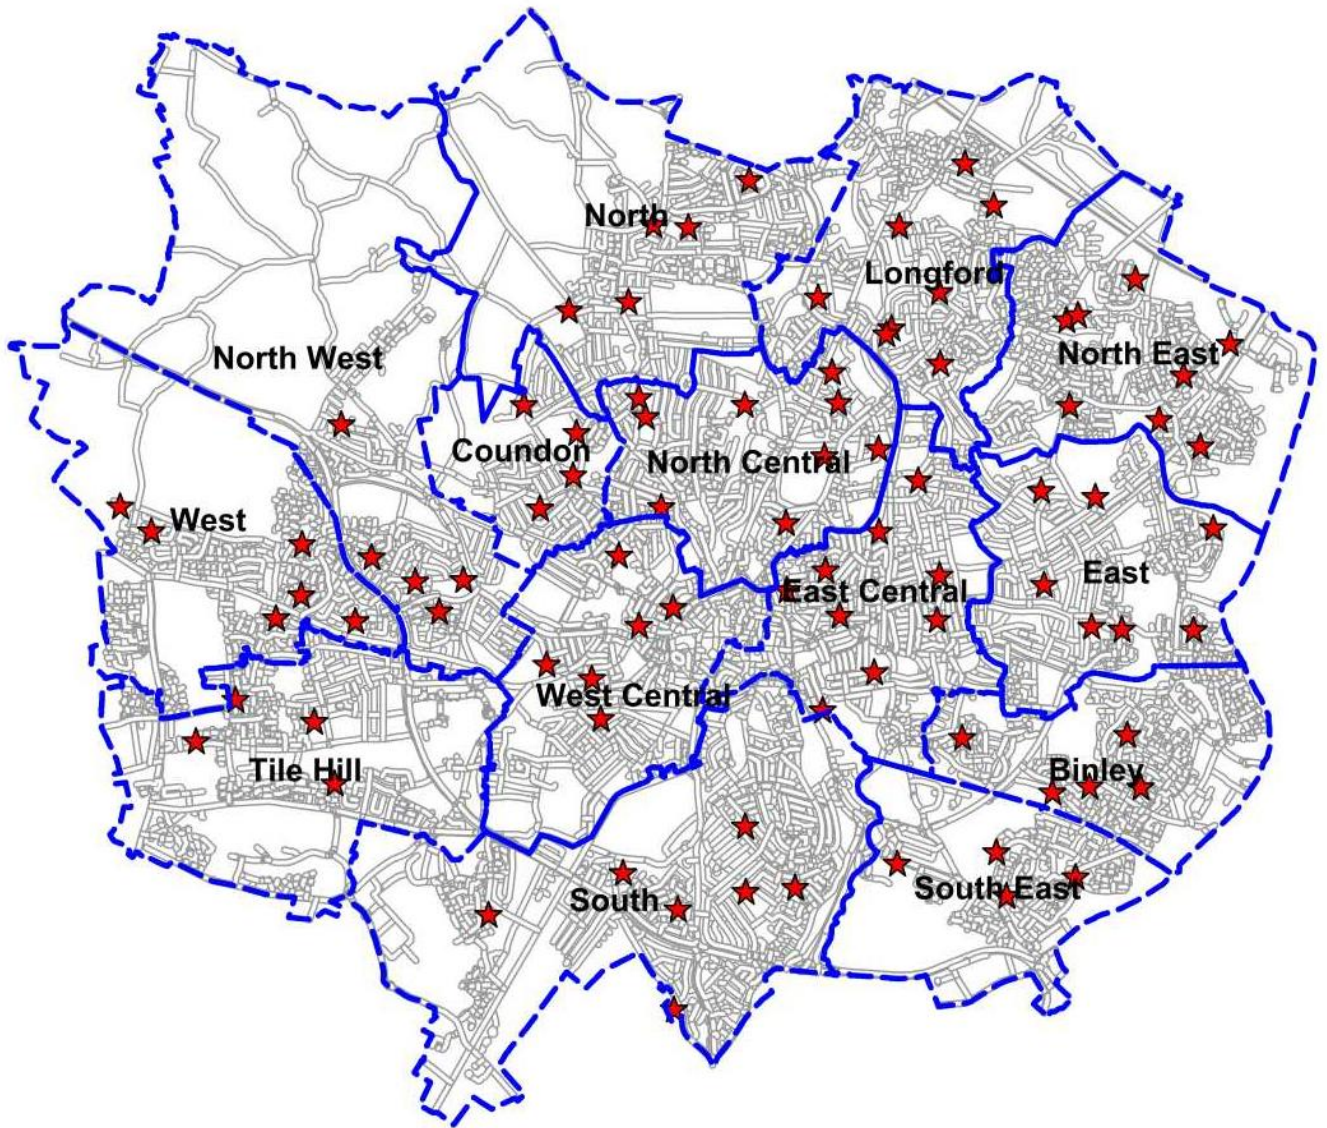 North
Longford
North West
North East
Coundon
North Central
West
East
East Central
West Central
Tile Hill
Binley
South East
South